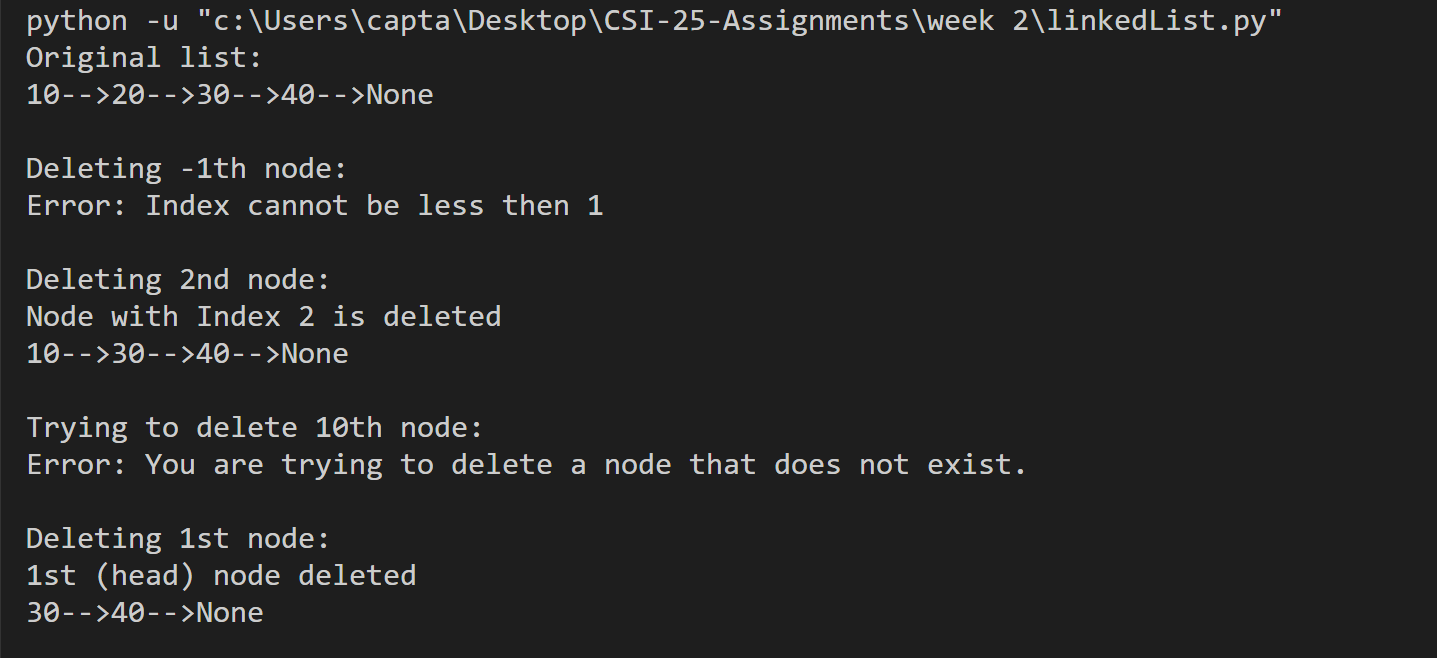 python -u "c:\Users\capta\Desktop\CSI-25-Assignments\week 2\linkedList.py"
Original list:
10-->20-->30-->40-->None
Deleting -1th node:
Error: Index cannot be less then 1
Deleting 2nd node:
Node with Index 2 is deleted
10-->30-->40-->None
Trying to delete 10th node:
Error: You are trying to delete a node that does not exist.
Deleting 1st node:
1st (head) node deleted
30-->40-->None